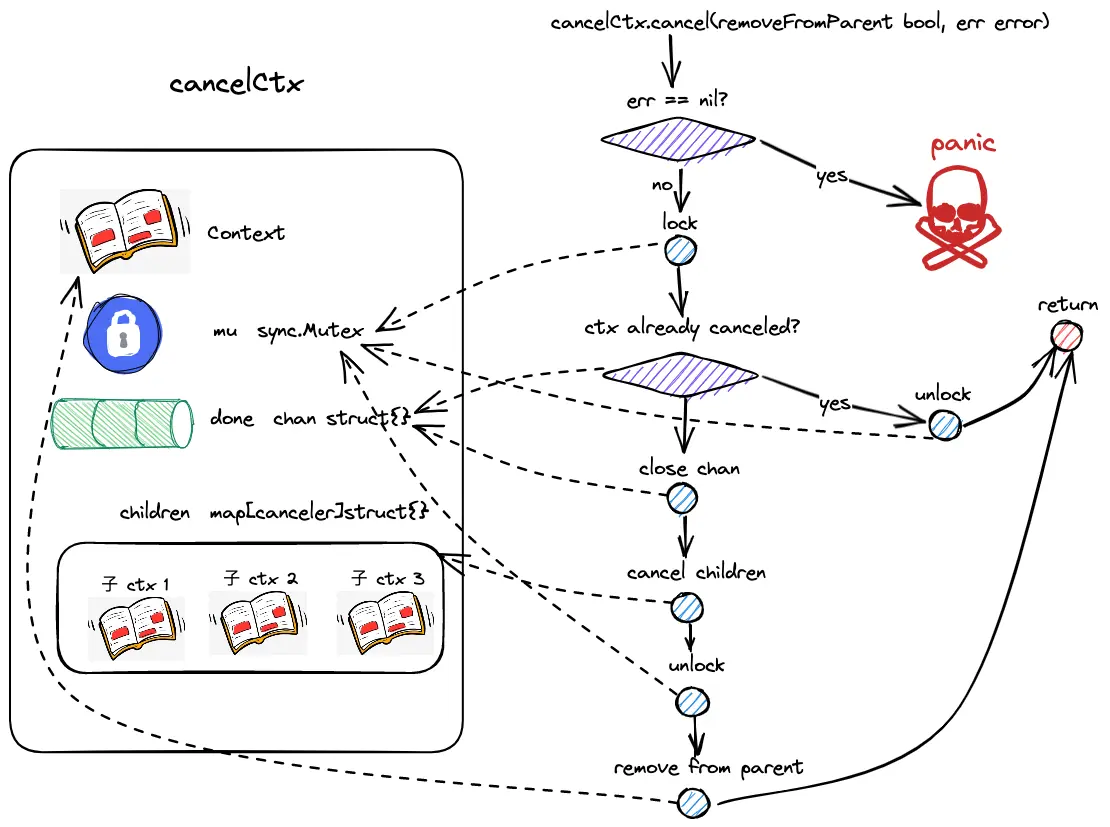 cancelCtx.cancel(removeFromParent bool, err error)
cancelCtx
err == nil?
panic
yes
no
lock
Context
mu sync.Mutex
ctx already canceled?
return
yes
unlock
done chan struct{}
close chan
children map[canceler]struct{}
cancel children
子 ctx 1
子 ctx 2
子 ctx 3
unlock
remove from parent